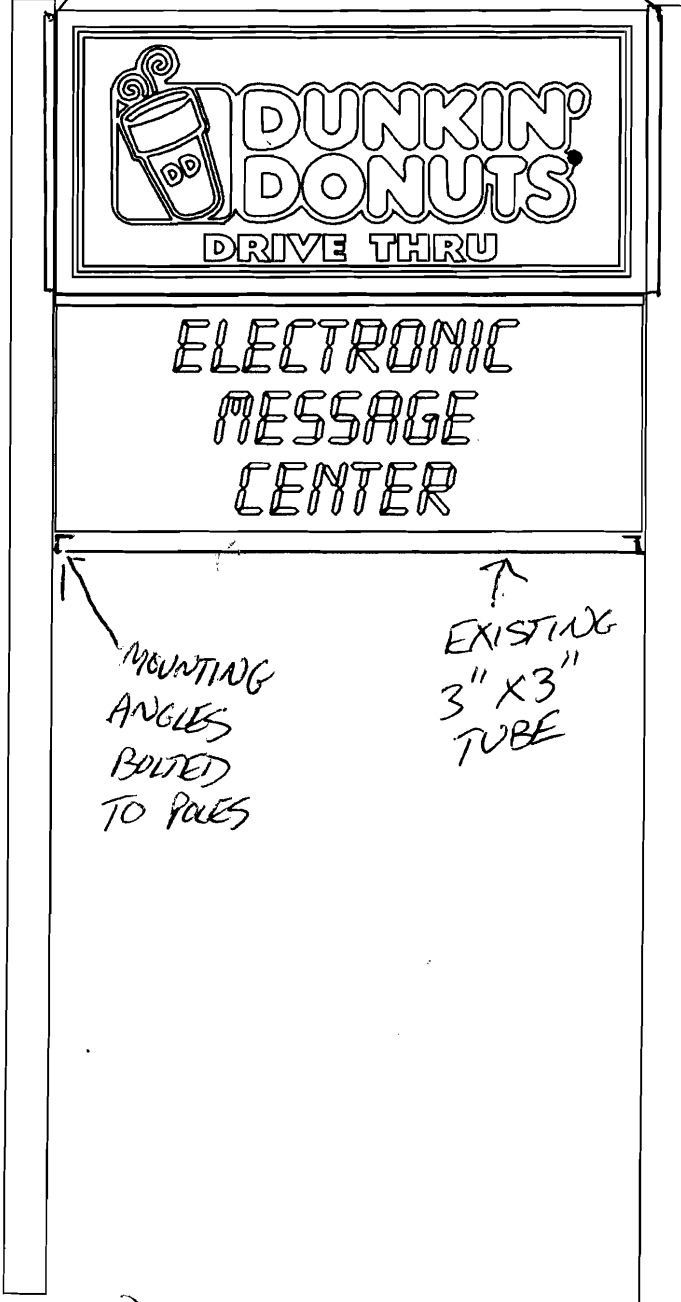 DD
DUNKIN'
DONUTS
DRIVE THRU
ELECTRONIC
MESSAGE
CENTER
MOUNTING
ANGLES
BOLTED
TO POLES
EXISTING
3" X 3"
TUBE